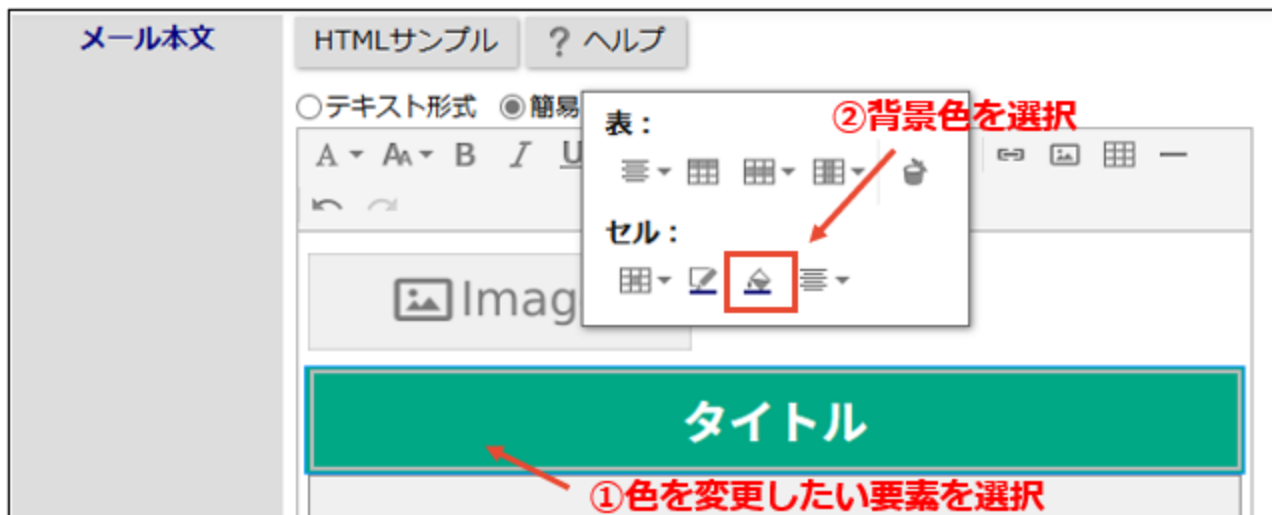 メール本文
HTMLサンプル ? ヘルプ
テキスト形式 簡易
表：
②背景色を選択
A AA B I U
セル：
Imag
タイトル
①色を変更したい要素を選択